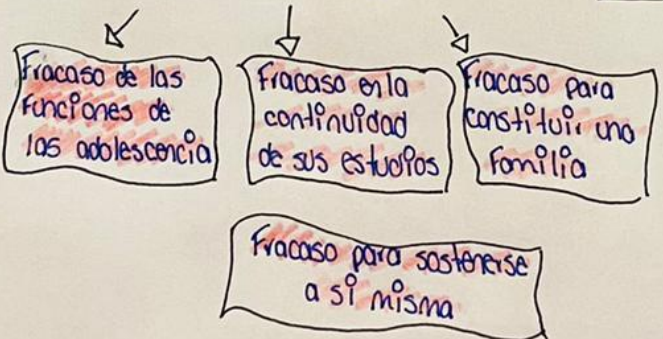 Fracaso de las
funciones de
las adolescencia
Fracaso en la
continuidad
de sus estudios
Fracaso para
constituir una
Familia
Fracaso para sostenerse
a si misma